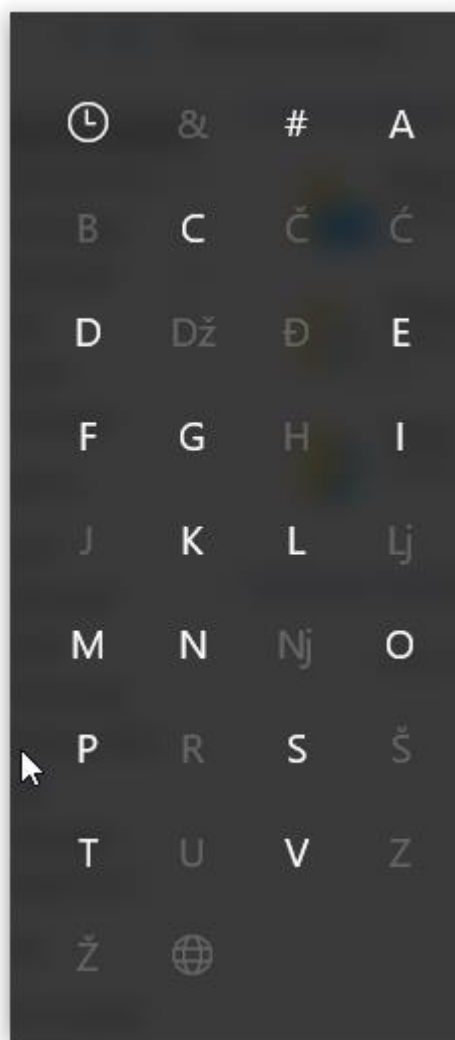 & # A
B C Č Ć
D Dž Đ E
F G H I
J K L Lj
M N Nj O
P R S Š
T U V Z
Ž